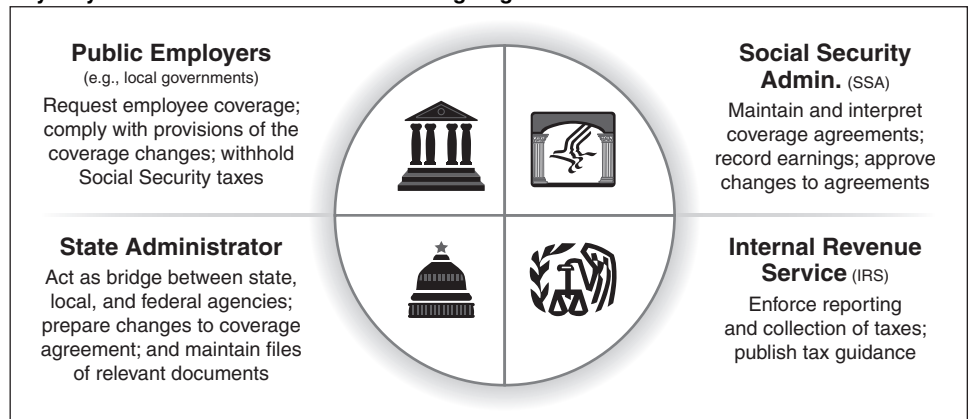 Public Employers
(e.g., local governments)
Request employee coverage;
comply with provisions of the
coverage changes; withhold
Social Security taxes
Social Security
Admin. (SSA)
Maintain and interpret
coverage agreements;
record earnings; approve
changes to agreements
State Administrator
Act as bridge between state,
local, and federal agencies;
prepare changes to coverage
agreement; and maintain files
of relevant documents
Internal Revenue
Service (IRS)
Enforce reporting
and collection of taxes;
publish tax guidance